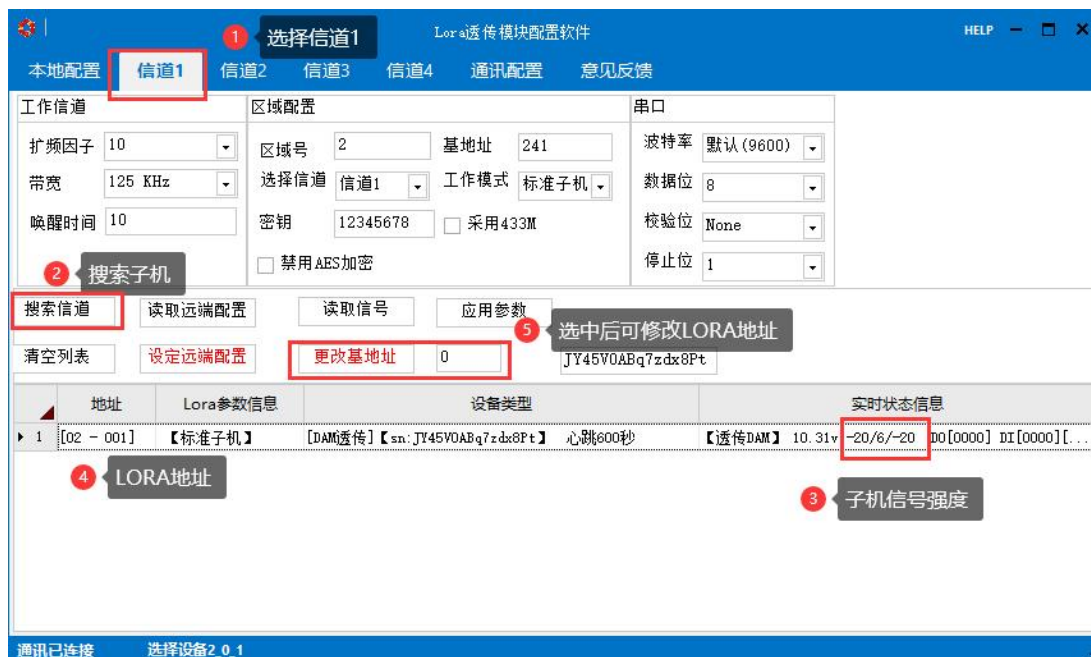 1 选择信道1
Lora透传模块配置软件
HELP
本地配置 信道1 信道2 信道3 信道4 通讯配置 意见反馈
工作信道 区域配置 串口
扩频因子 10 区域号 2 基地址 241 波特率 默认(9600)
带宽 125 KHz 选择信道 信道1 工作模式 标准子机 数据位 8
唤醒时间 10 密钥 12345678 采用433M 校验位 None
禁用AES加密 停止位 1
2 搜索子机
搜索信道 读取远端配置 读取信号 应用参数
5 选中后可修改LORA地址
清空列表 设定远端配置 更改基地址 0 JY45V0ABq7zdx8Pt
地址 Lora参数信息 设备类型 实时状态信息
1 [02 - 001] 【标准子机】 [DAM透传]【sn:JY45V0ABq7zdx8Pt】 心跳600秒 【透传DAM】 10.31v -20/6/-20 DO[0000] DI[0000][...
4 LORA地址
3 子机信号强度
通讯已连接 选择设备2_0_1